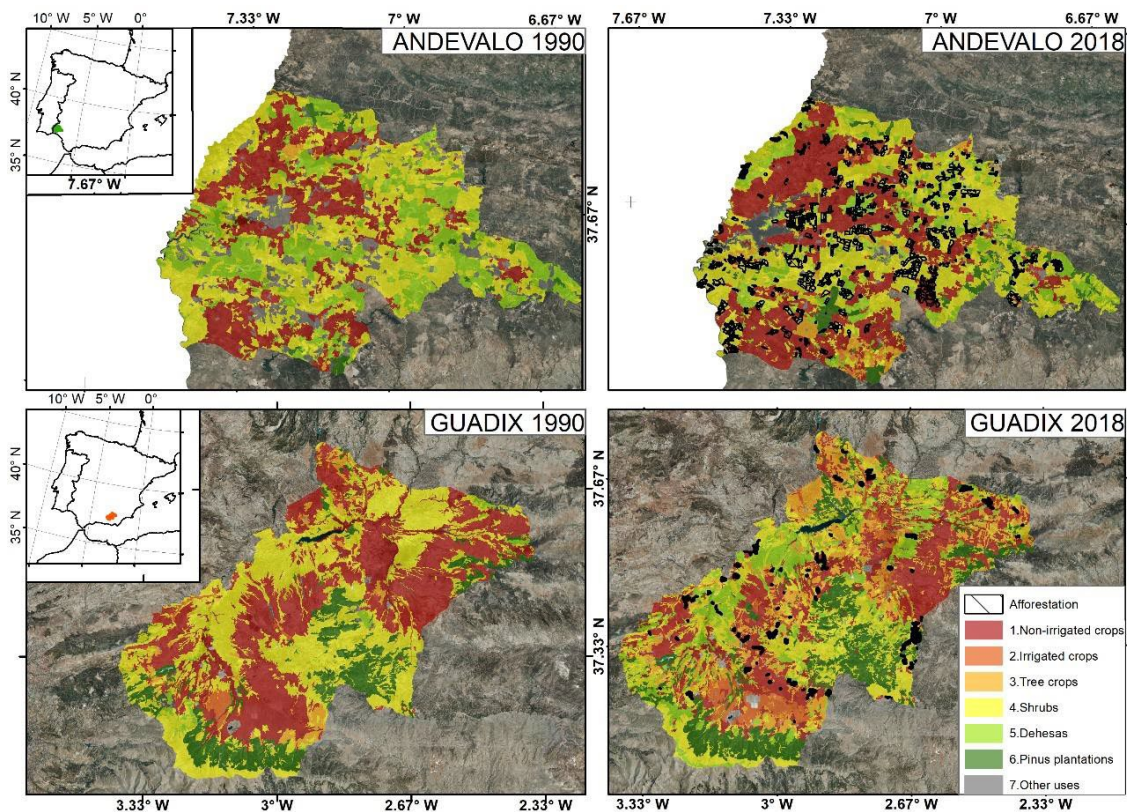 10° W 5° W 0°
7.33° W 7° W 6.67° W
7.67° W 7.33° W 7° W 6.67° W
ANDEVALO 1990
ANDEVALO 2018
40° N
35° N
7.67° W
37.67 N
10° W 5° W 0°
GUADIX 1990
GUADIX 2018
40° N
35° N
37.67° N
37.33° N
Afforestation
1.Non-irrigated crops
2.Irrigated crops
3.Tree crops
4.Shrubs
5.Dehesas
6.Pinus plantations
7.Other uses
3.33° W 3° W 2.67° W 2.33° W
3.33° W 3° W 2.67° W 2.33° W